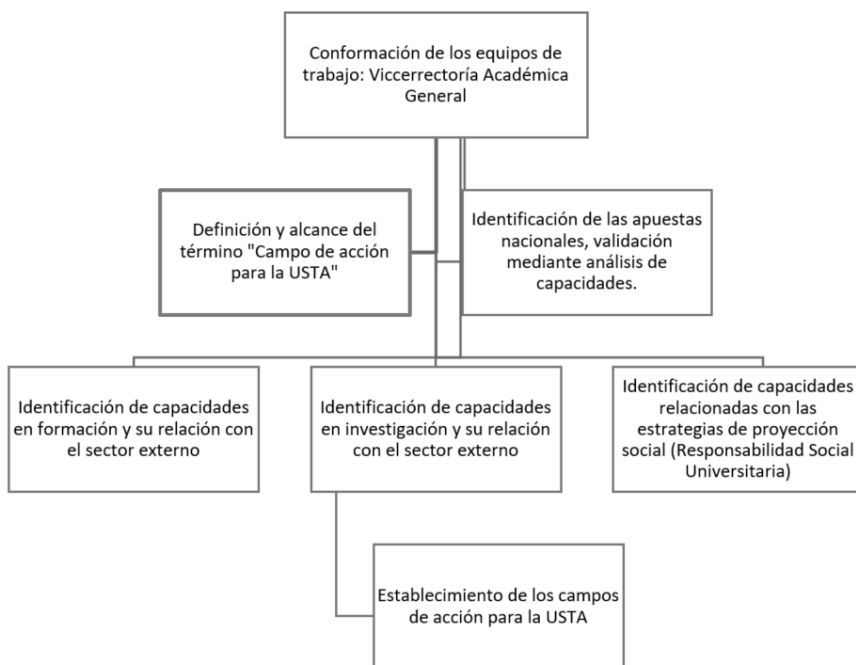 Conformación de los equipos de
trabajo: Viccerrectoría Académica
General
Definición y alcance del
término "Campo de acción
para la USTA"
Identificación de las apuestas
nacionales, validación
mediante análisis de
capacidades.
Identificación de capacidades
en formación y su relación con
el sector externo
Identificación de capacidades
en investigación y su relación
con el sector externo
Identificación de capacidades
relacionadas con las
estrategias de proyección
social (Responsabilidad Social
Universitaria)
Establecimiento de los campos
de acción para la USTA